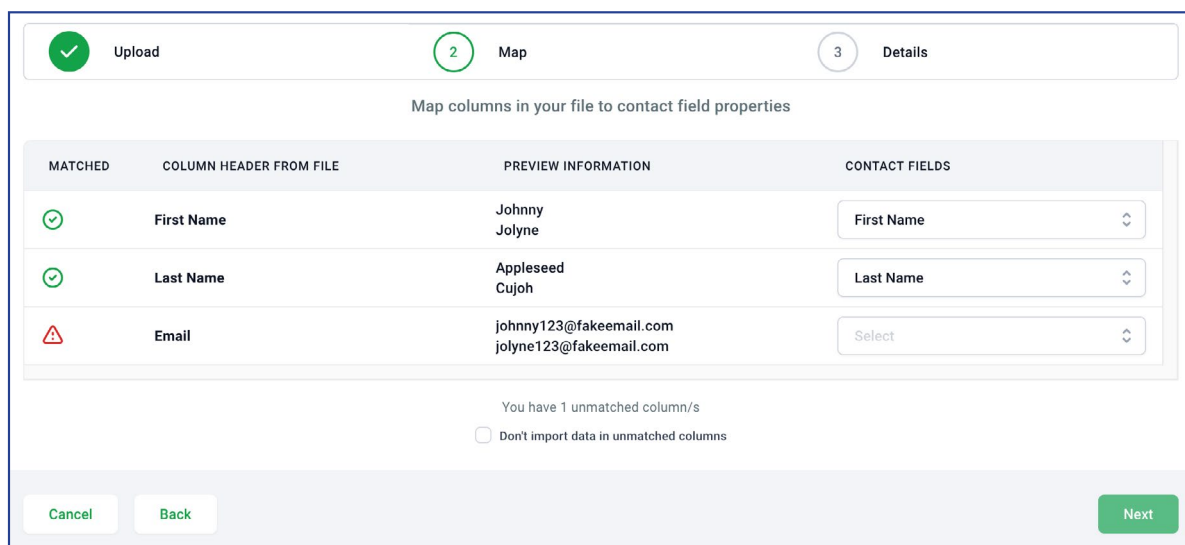 Upload
2
Map
3
Details
Map columns in your file to contact field properties
MATCHED COLUMN HEADER FROM FILE PREVIEW INFORMATION CONTACT FIELDS
First Name
Johnny
Jolyne
First Name
Last Name
Appleseed
Cujoh
Last Name
Email
johnny123@fakeemail.com
jolyne123@fakeemail.com
Select
You have 1 unmatched column/s
Don't import data in unmatched columns
Cancel
Back
Next